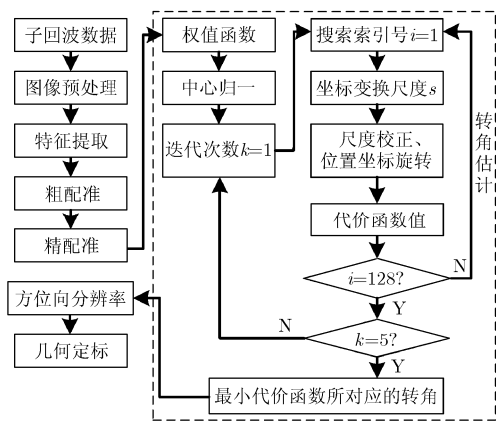 子回波数据
图像预处理
特征提取
粗配准
精配准
权值函数
中心归一
迭代次数k=1
搜索索引号i=1
坐标变换尺度s
尺度校正、
位置坐标旋转
代价函数值
i=128?
N
Y
k=5?
N
Y
转角估计
最小代价函数所对应的转角
方位向分辨率
几何定标